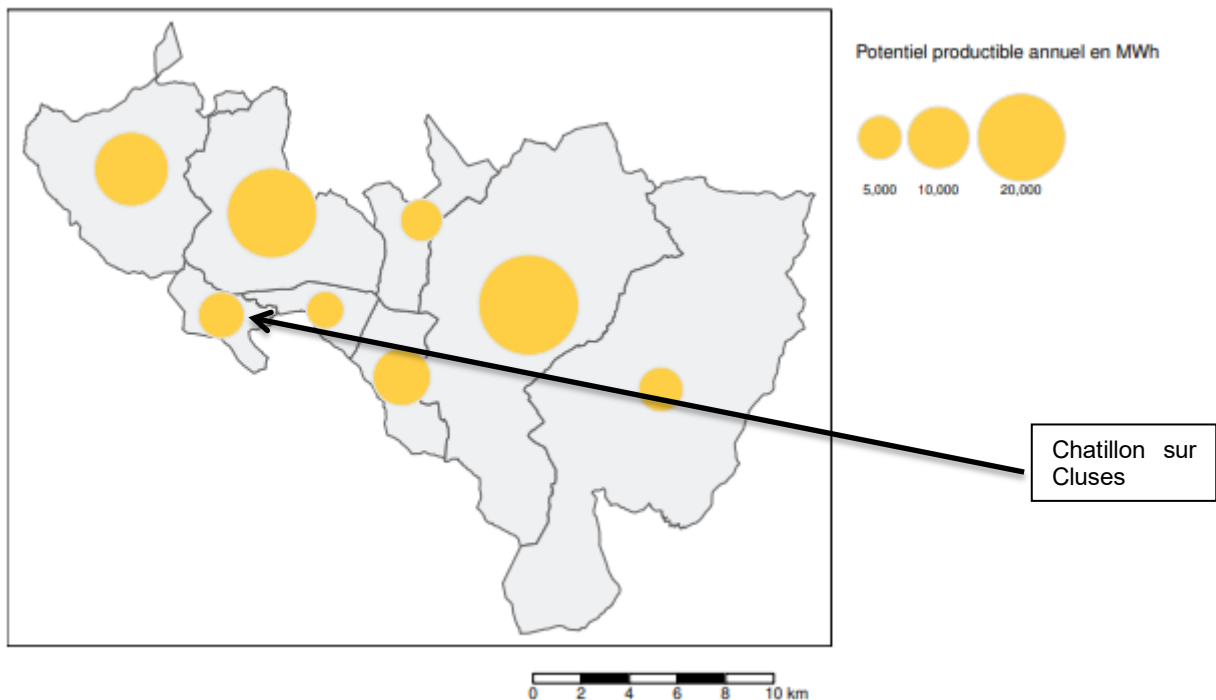 Potentiel productible annuel en MWh
5,000 10,000 20,000
Chatillon sur
Cluses
0 2 4 6 8 10 km